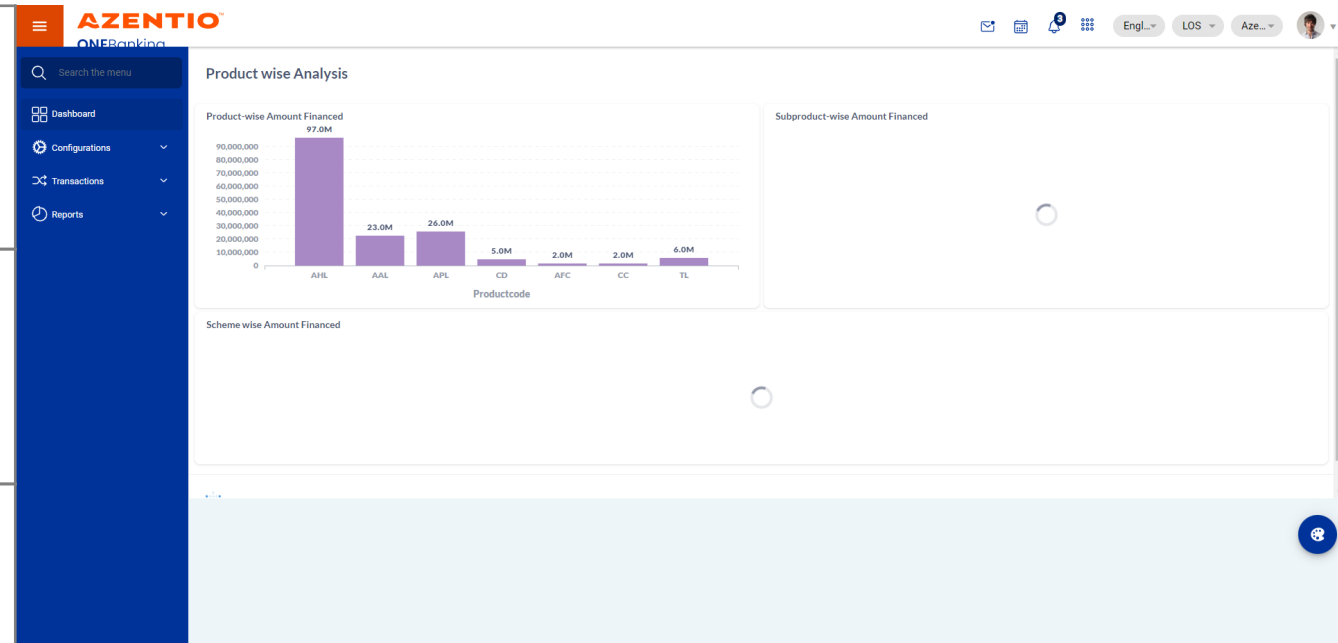 AZENTIO™
ONEBanking
3
Engl...
LOS
Aze...
Search the menu
Dashboard
Configurations
Transactions
Reports
Product wise Analysis
Product-wise Amount Financed
97.0M
90,000,000
80,000,000
70,000,000
60,000,000
50,000,000
40,000,000
30,000,000
20,000,000
10,000,000
0
23.0M
26.0M
5.0M
2.0M
2.0M
6.0M
AHL AAL APL CD AFC CC TL
Productcode
Subproduct-wise Amount Financed
Scheme wise Amount Financed